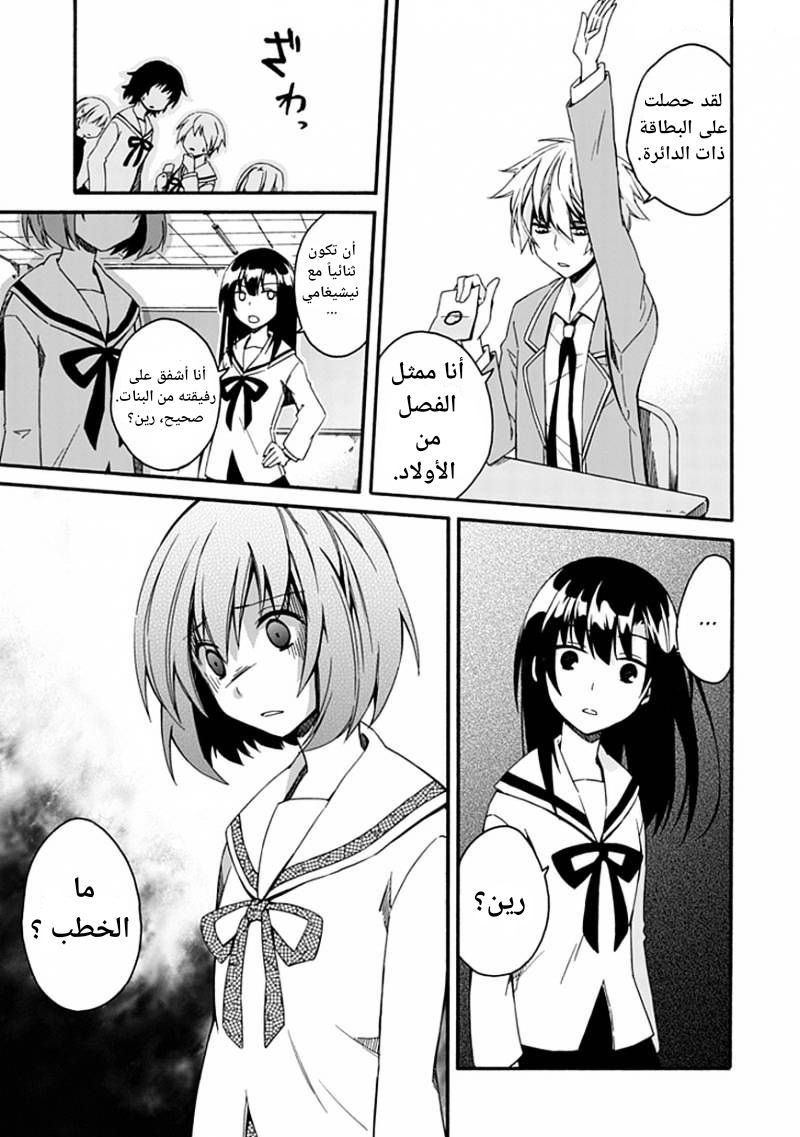 لقد حصلت
على البطاقة
ذات الدائرة.
أنا ممثل
الفصل
من
الأولاد.
ざわっ
أن تكون
ثنائياً مع
نيشيغامي
...
أنا أشفق على
رفيقته من البنات.
صحيح، رين؟
...
رين؟
ما
الخطب ؟